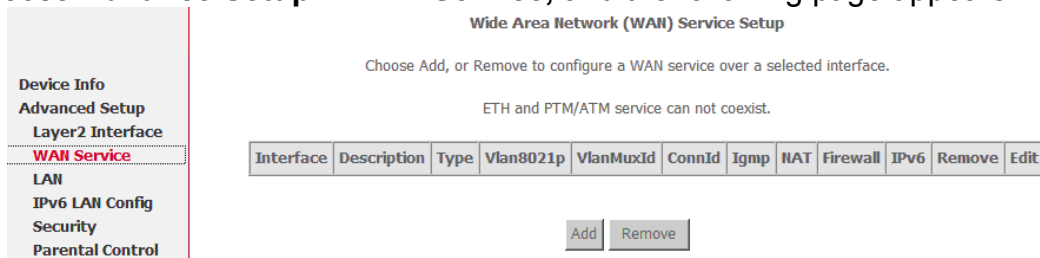 Wide Area Network (WAN) Service Setup
Choose Add, or Remove to configure a WAN service over a selected interface.
ETH and PTM/ATM service can not coexist.
Device Info
Advanced Setup
Layer2 Interface
WAN Service
LAN
IPv6 LAN Config
Security
Parental Control
Interface Description Type Vlan8021p VlanMuxId ConnId Igmp NAT Firewall IPv6 Remove Edit
Add Remove